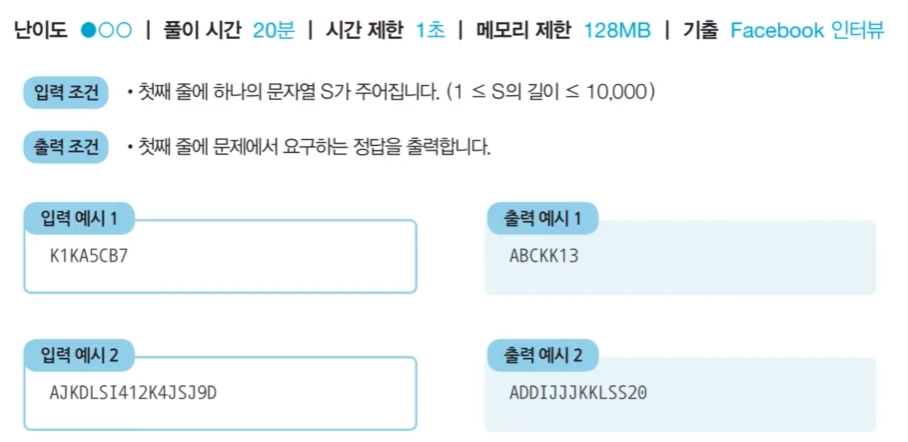 난이도 ●○○ | 풀이 시간 20분 | 시간 제한 1초 | 메모리 제한 128MB | 기출 Facebook 인터뷰
입력 조건 • 첫째 줄에 하나의 문자열 S가 주어집니다. (1 ≤ S의 길이 ≤ 10,000)
출력 조건 • 첫째 줄에 문제에서 요구하는 정답을 출력합니다.
입력 예시 1
K1KA5CB7
출력 예시 1
ABCKK13
입력 예시 2
AJKDLSI412K4JSJ9D
출력 예시 2
ADDIJJJKKLSS20